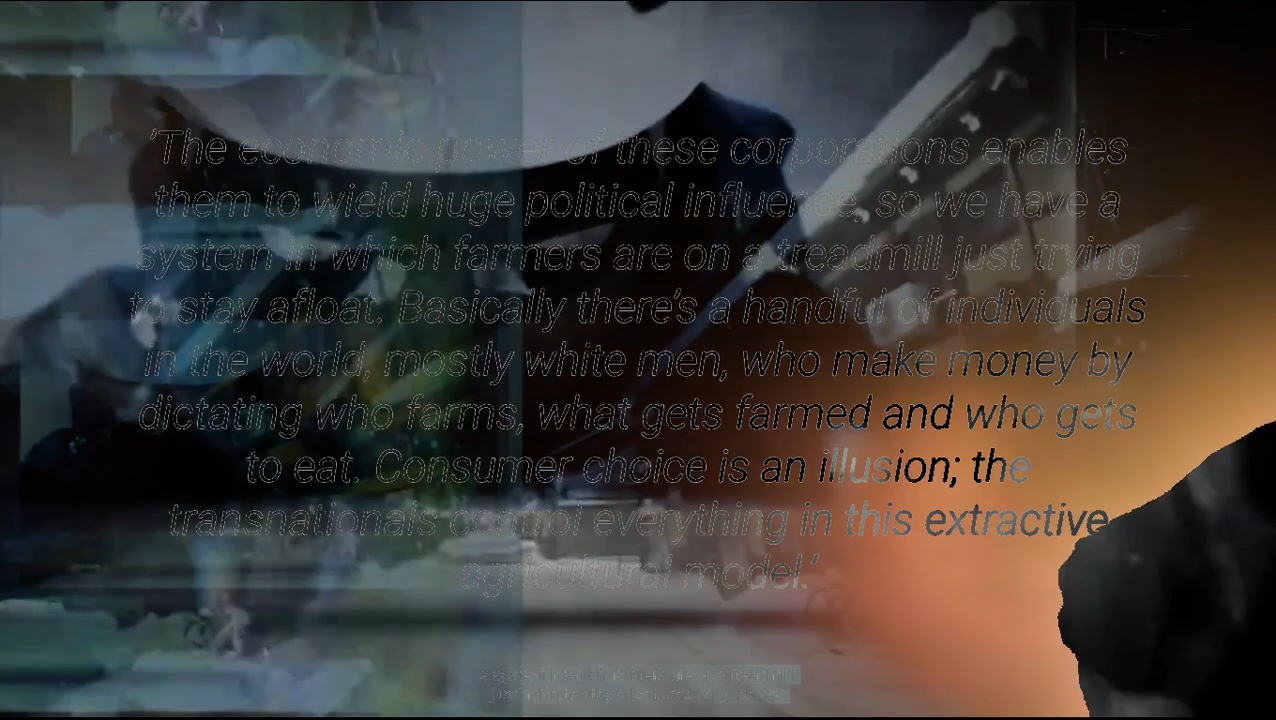 ‘The economic power of these corporations enables
them to wield huge political influence, so we have a
system in which farmers are on a treadmill just trying
to stay afloat. Basically there’s a handful of individuals
in the world, mostly white men, who make money by
dictating who farms, what gets farmed and who gets
to eat. Consumer choice is an illusion; the
transnationals control everything in this extractive
agricultural model.’